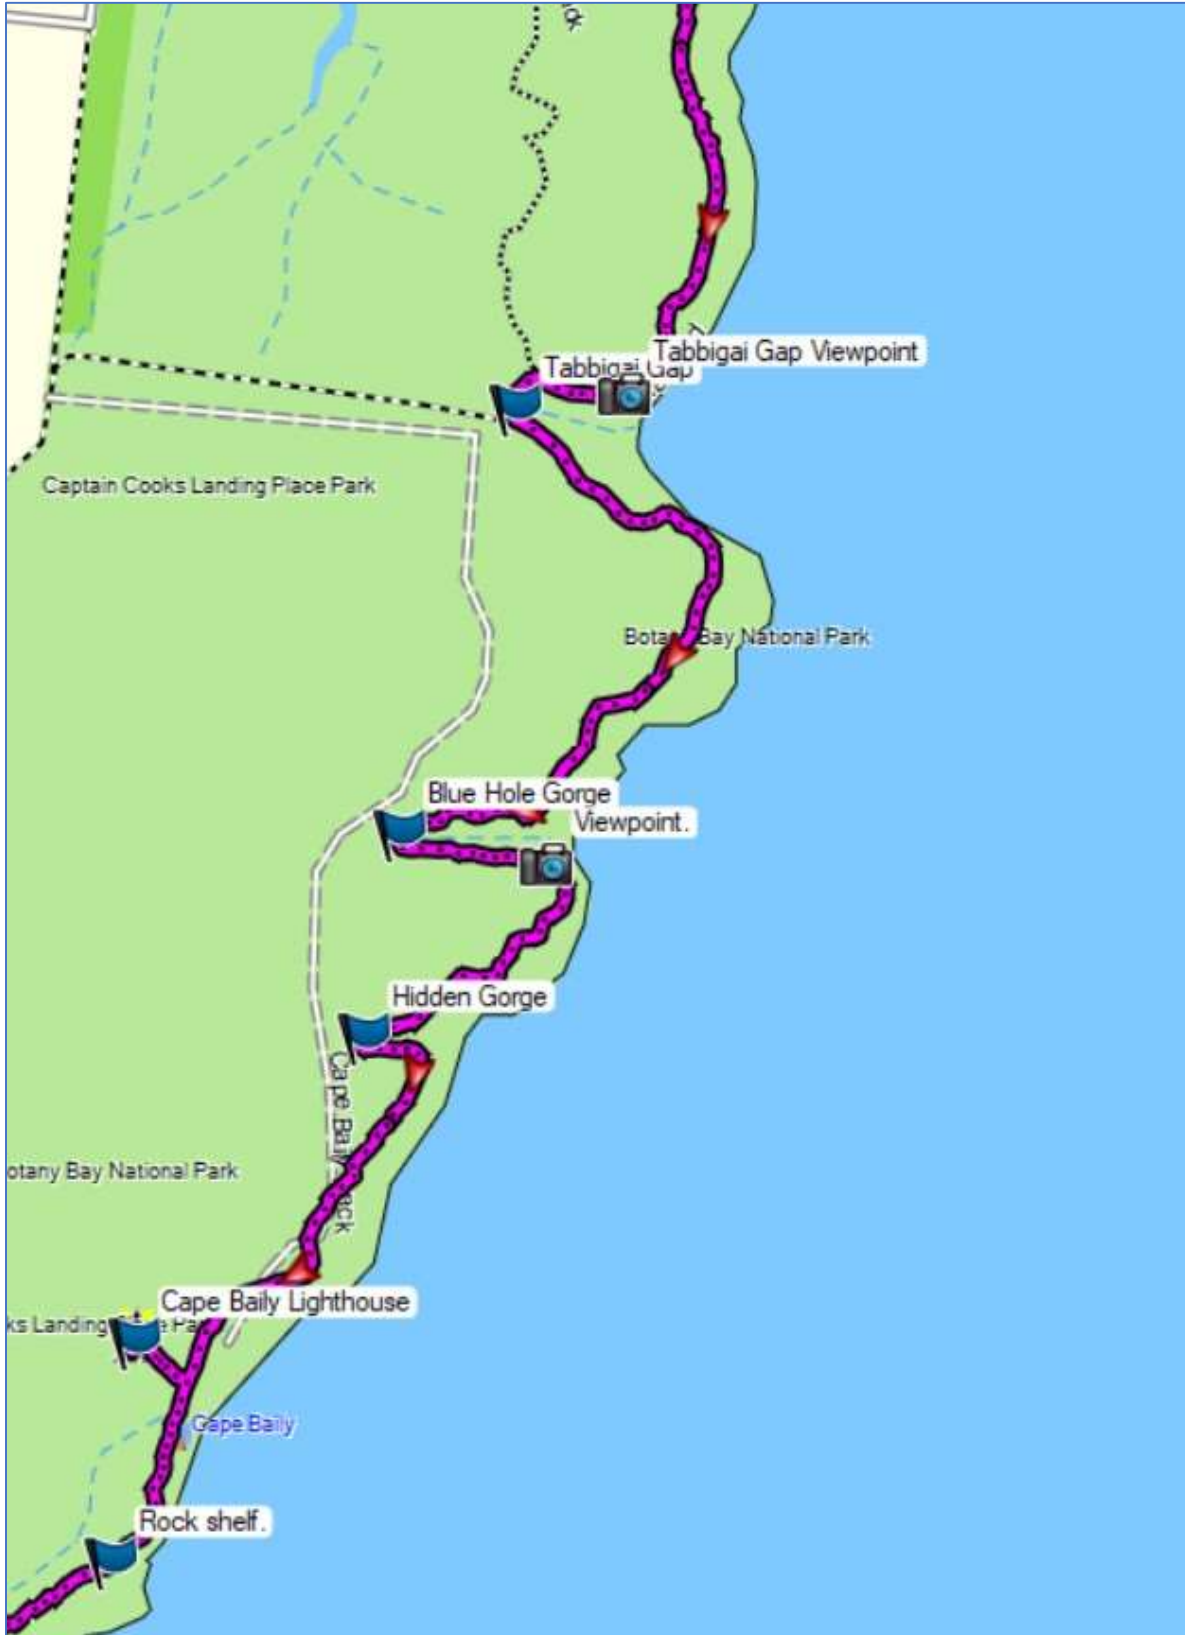 Tabbigai Gap Viewpoint
Tabbigai Gap
Captain Cooks Landing Place Park
Botany Bay National Park
Blue Hole Gorge
Viewpoint.
Hidden Gorge
Cape Baily
otany Bay National Park
Cape Baily Lighthouse
ks Landing
Cape Baily
Rock shelf.